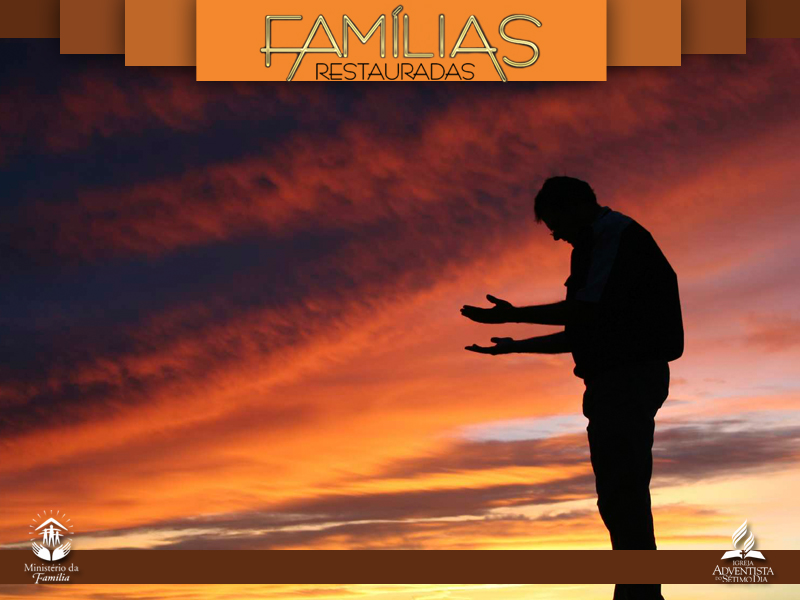 FAMÍLIAS
RESTAURADAS
Ministério da
Família
IGREJA
ADVENTISTA
DO SÉTIMO DIA